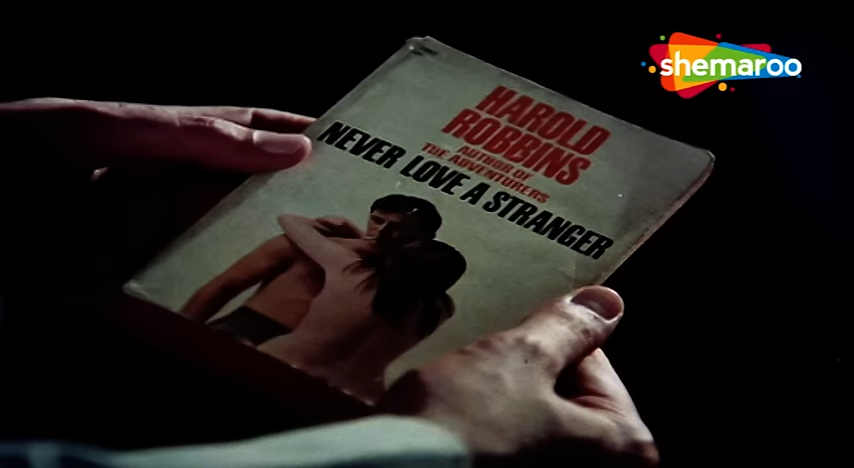 shemaroo
HAROLD
ROBBINS
AUTHOR OF
THE ADVENTURERS
NEVER LOVE A STRANGER